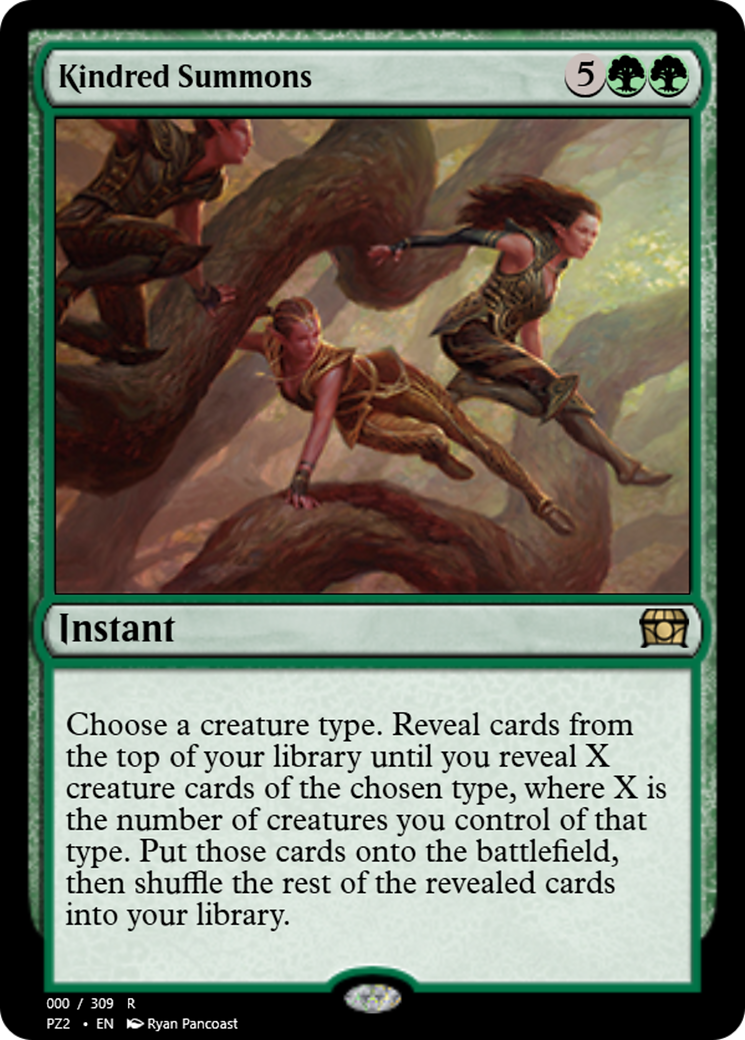 Kindred Summons 5
Instant
Choose a creature type. Reveal cards from
the top of your library until you reveal X
creature cards of the chosen type, where X is
the number of creatures you control of that
type. Put those cards onto the battlefield,
then shuffle the rest of the revealed cards
into your library.
000 / 309 R
PZ2 • EN Ryan Pancoast